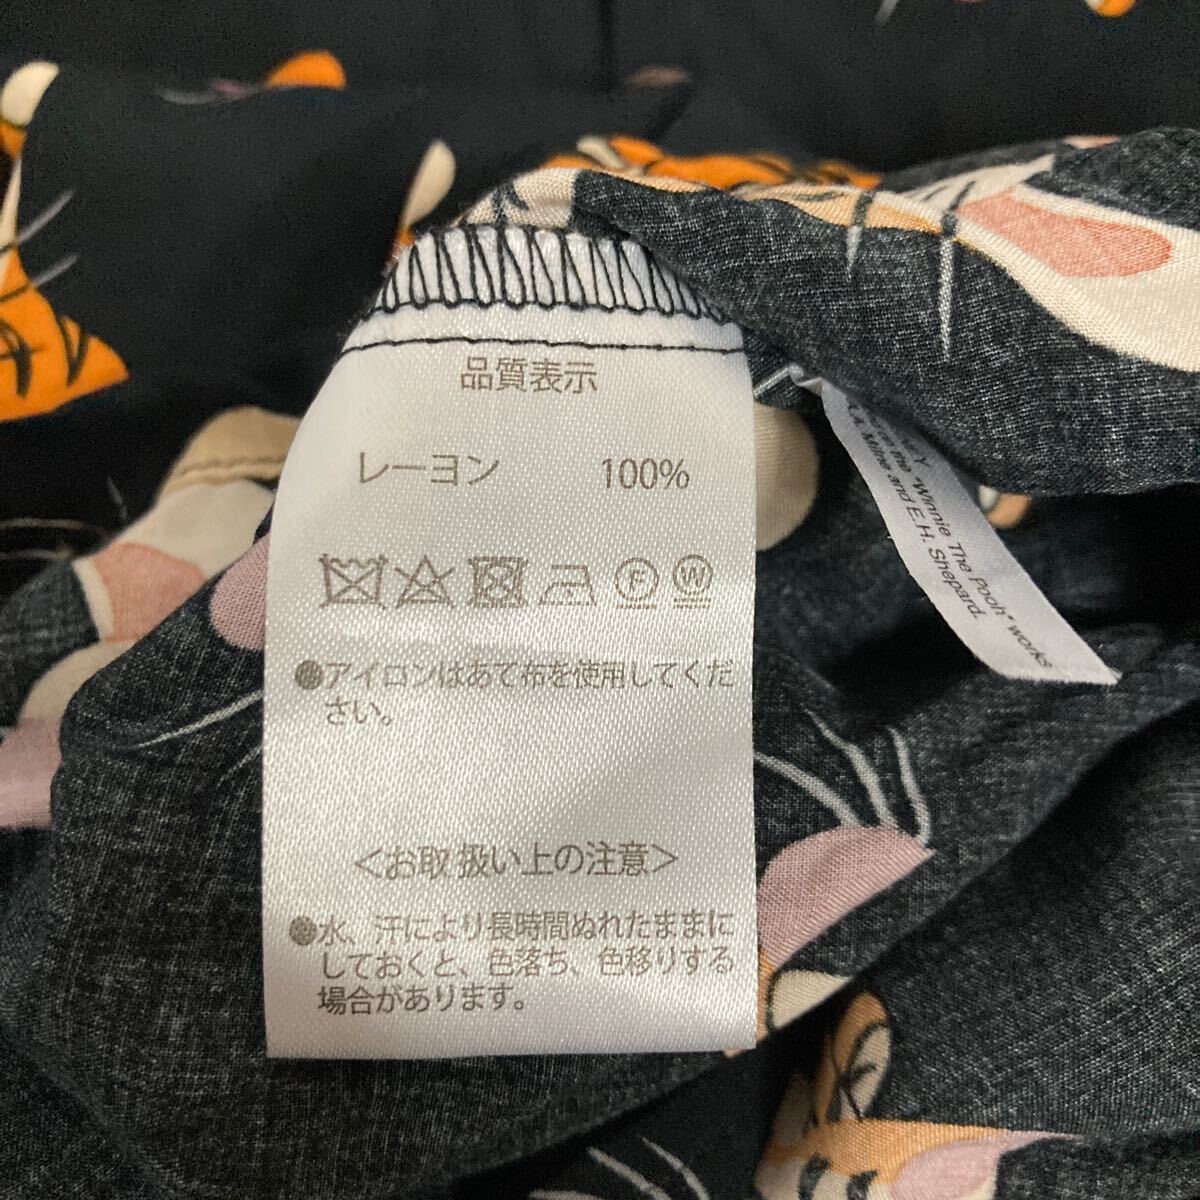 品質表示
レーヨン 100%
F W
●アイロンはあて布を使用してくだ
さい。
<お取扱い上の注意>
●水、汗により長時間ぬれたままに
しておくと、色落ち、色移りする
場合があります。
on the "Winnie The Pooh" works
A.A. Milne and E.H. Shepard.